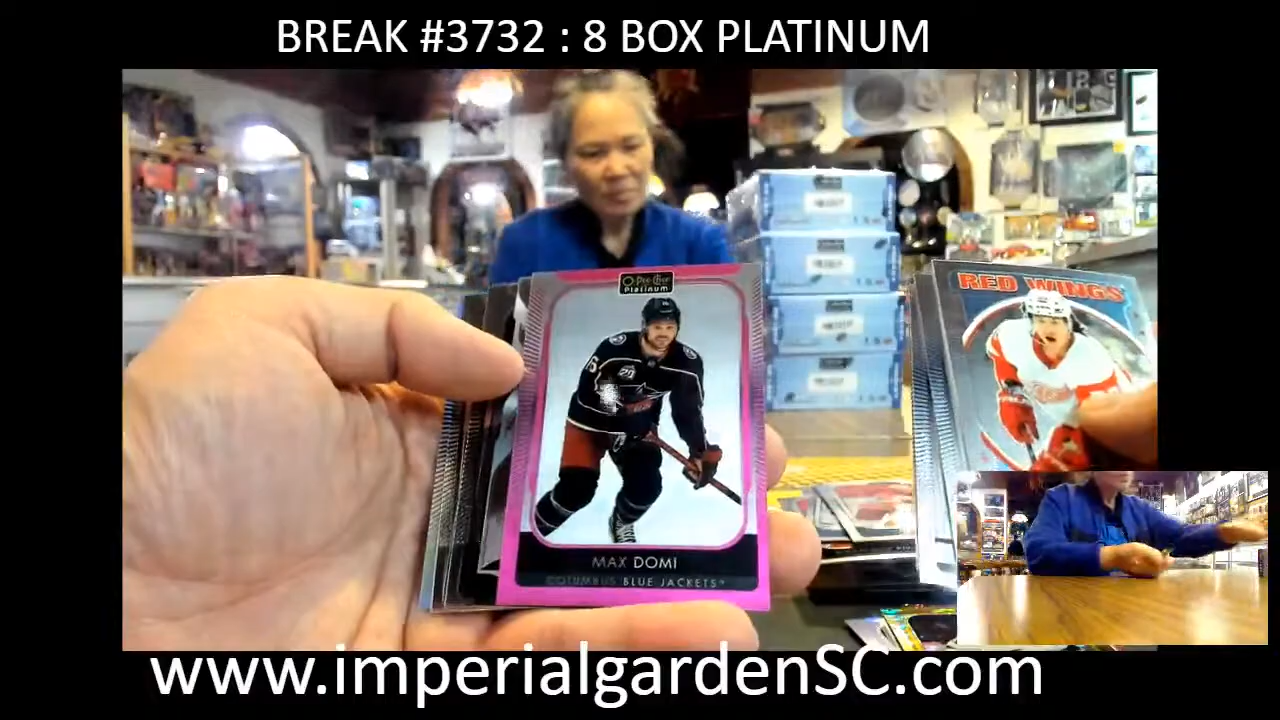 BREAK #3732 : 8 BOX PLATINUM
O-Pee-Chee
Platinum
RED WINGS
MAX DOMI
COLUMBUS BLUE JACKETS
www.imperialgardenSC.com